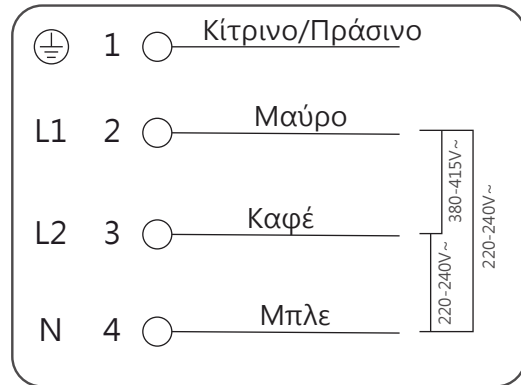 1 Κίτρινο/Πράσινο
L1 2 Μαύρο
L2 3 Καφέ
N 4 Μπλε
380-415V~
220-240V~
220-240V~